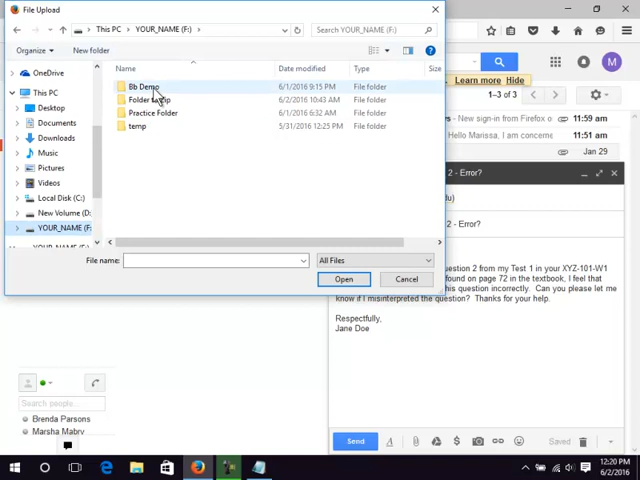 File Upload
This PC
YOUR_NAME (F:)
Search YOUR_NAME (F:)
Organize
New folder
Name
Date modified
Type
Size
OneDrive
This PC
Desktop
Documents
Downloads
Music
Pictures
Videos
Local Disk (C:)
New Volume (D:
YOUR_NAME (F:
Bb Demo
6/1/2016 9:15 PM
File folder
6/2/2016 10:43 AM
File folder
Practice Folder
6/1/2016 6:32 AM
File folder
temp
5/31/2016 12:25 PM
File folder
File name:
All Files
Open
Cancel
Learn more
Hide
1–3 of 3
- New sign-in from Firefox o
11:59 am
Hello Marissa, I am conceme
11:51 am
Jan 29
2 - Error?
du)
2 - Error?
uestion 2 from my Test 1 in your XYZ-101-W1
found on page 72 in the textbook, I feel that
this question incorrectly. Can you please let me
know if I misinterpreted the question? Thanks for your help.
Respectfully,
Jane Doe
Send
Saved
Search people...
Brenda Parsons
Marsha Mabry
12:20 PM
6/2/2016